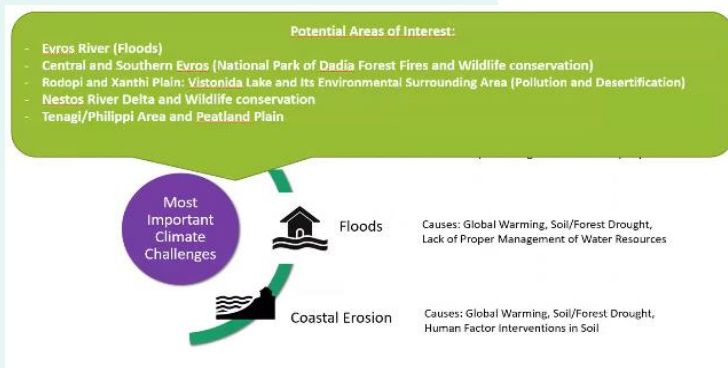 Potential Areas of Interest:
- Evros River (Floods)
- Central and Southern Evros (National Park of Dadia Forest Fires and Wildlife conservation)
- Rodopi and Xanthi Plain: Vistonida Lake and Its Environmental Surrounding Area (Pollution and Desertification)
- Nestos River Delta and Wildlife conservation
- Tenagi/Philippi Area and Peatland Plain
Most
Important
Climate
Challenges
Floods
Causes: Global Warming, Soil/Forest Drought,
Lack of Proper Management of Water Resources
Coastal Erosion
Causes: Global Warming, Soil/Forest Drought,
Human Factor Interventions in Soil